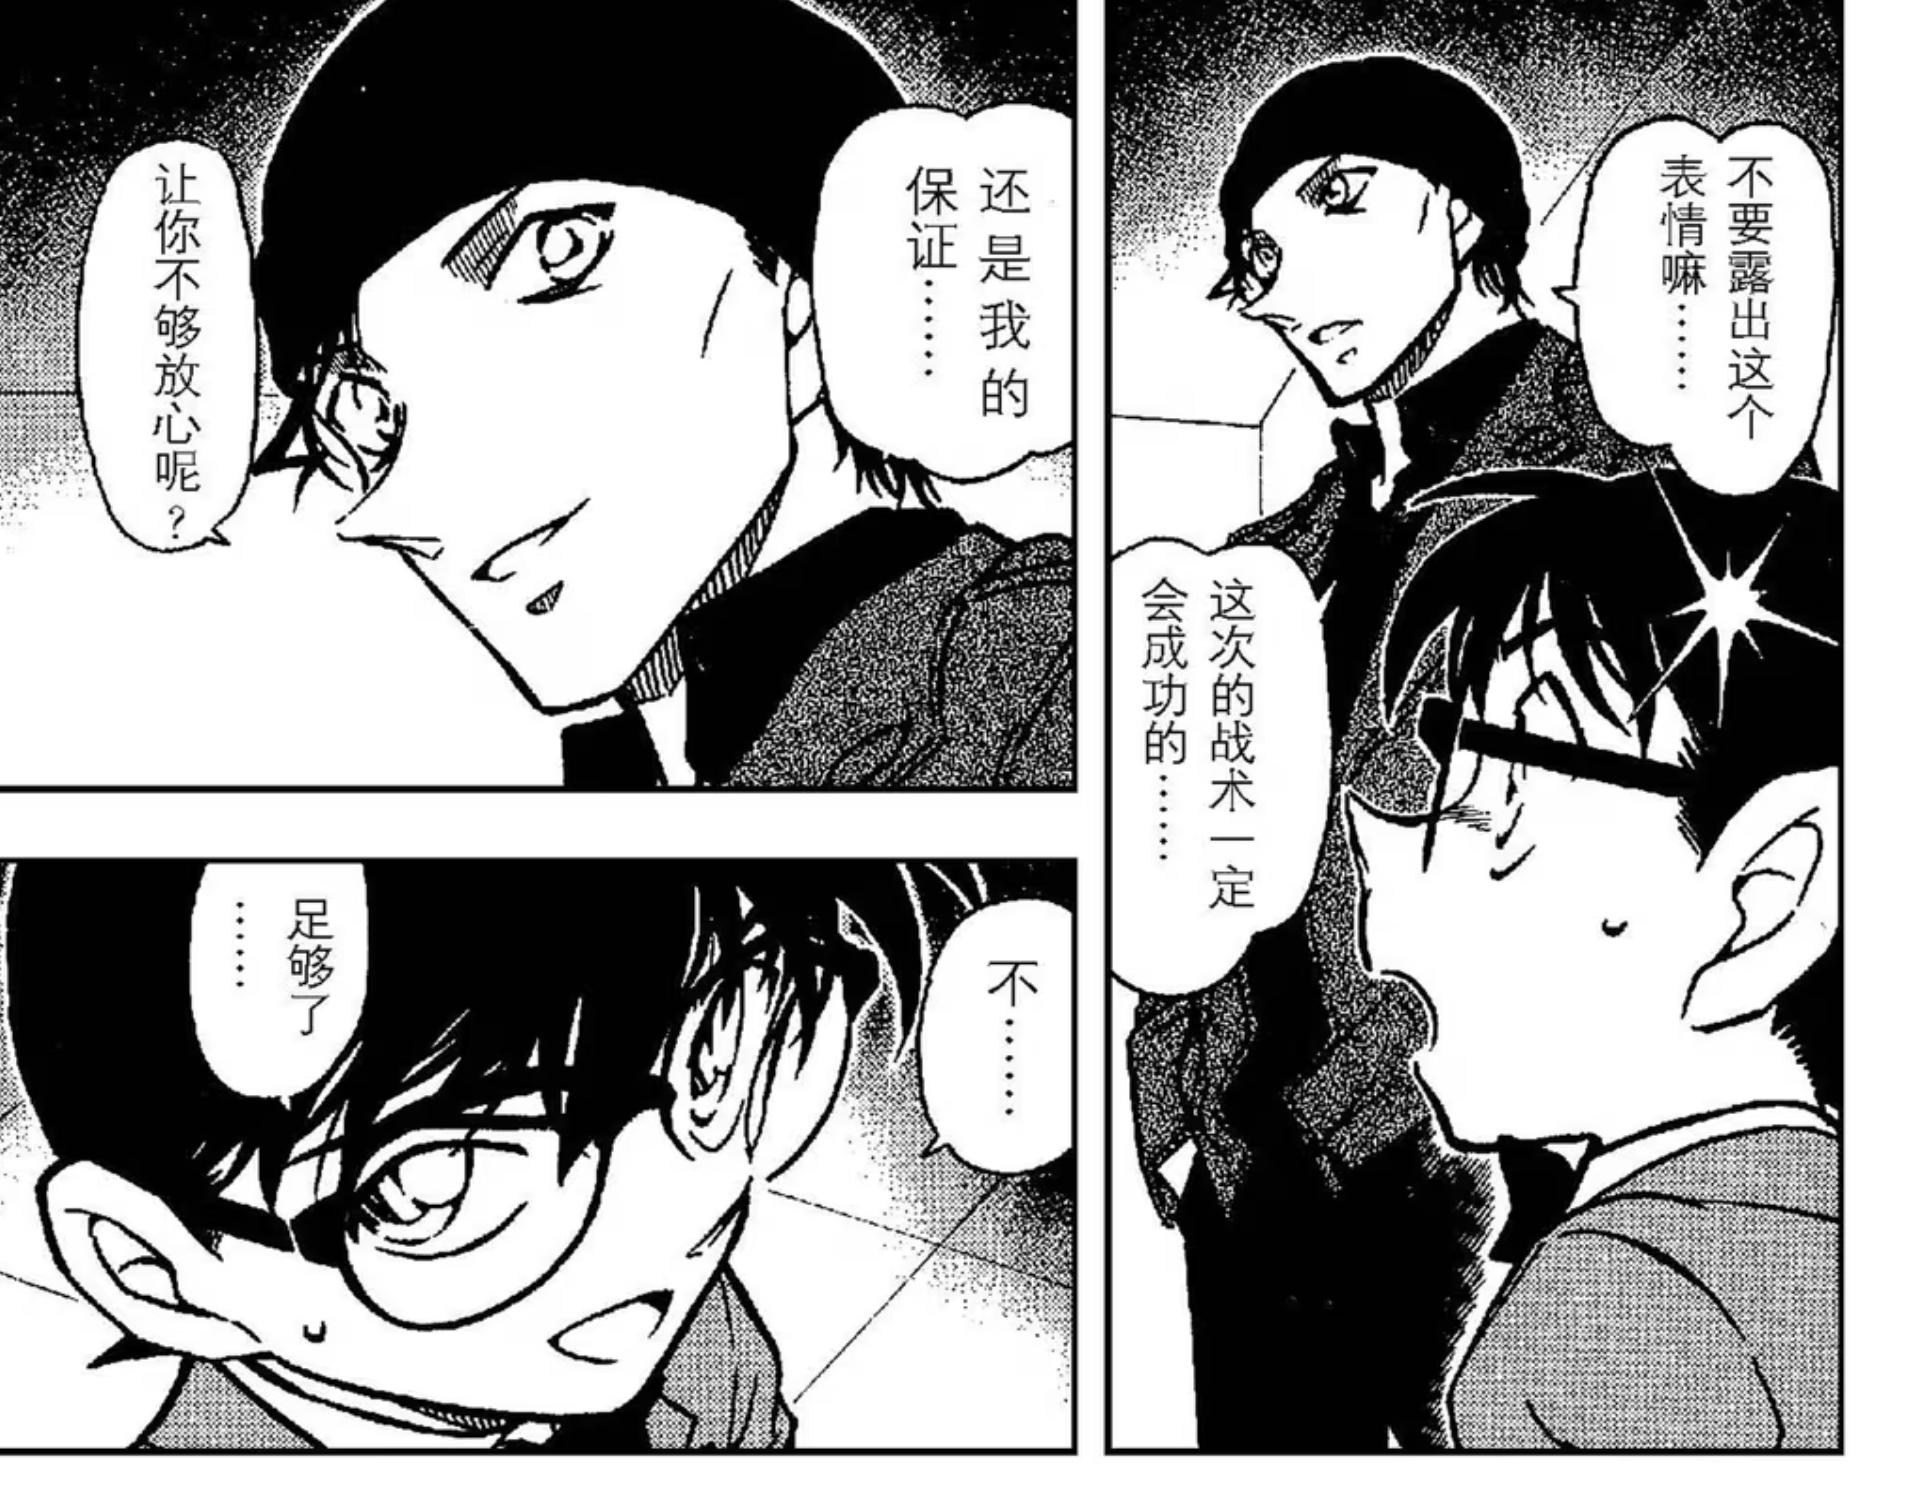 不要露出这个
表情嘛……
这次的战术一定
会成功的……
还是我的
保证……
让你不够放心呢？
不……
足够了
……